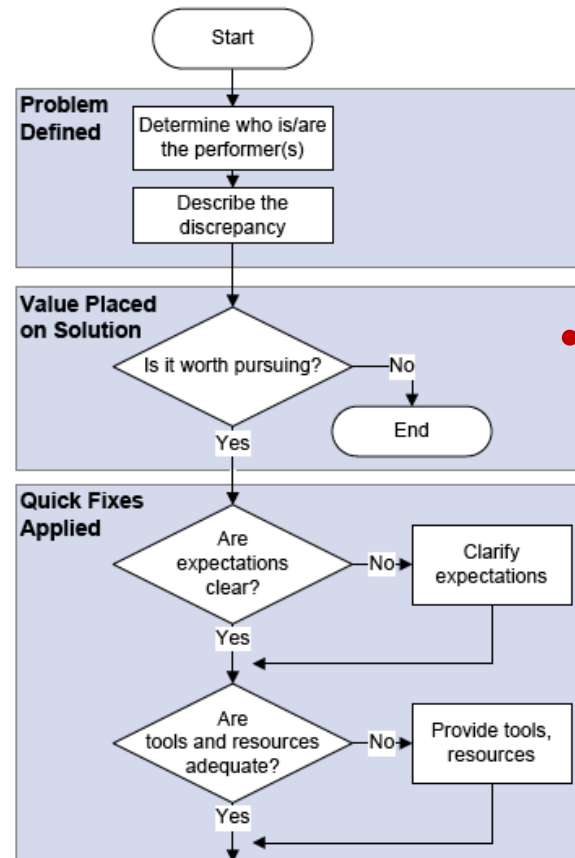 Start
Problem
Defined
Determine who is/are
the performer(s)
Describe the
discrepancy
Value Placed
on Solution
Is it worth pursuing?
No
End
Yes
Quick Fixes
Applied
Are
expectations
clear?
No
Clarify
expectations
Yes
Are
tools and resources
adequate?
No
Provide tools,
resources
Yes